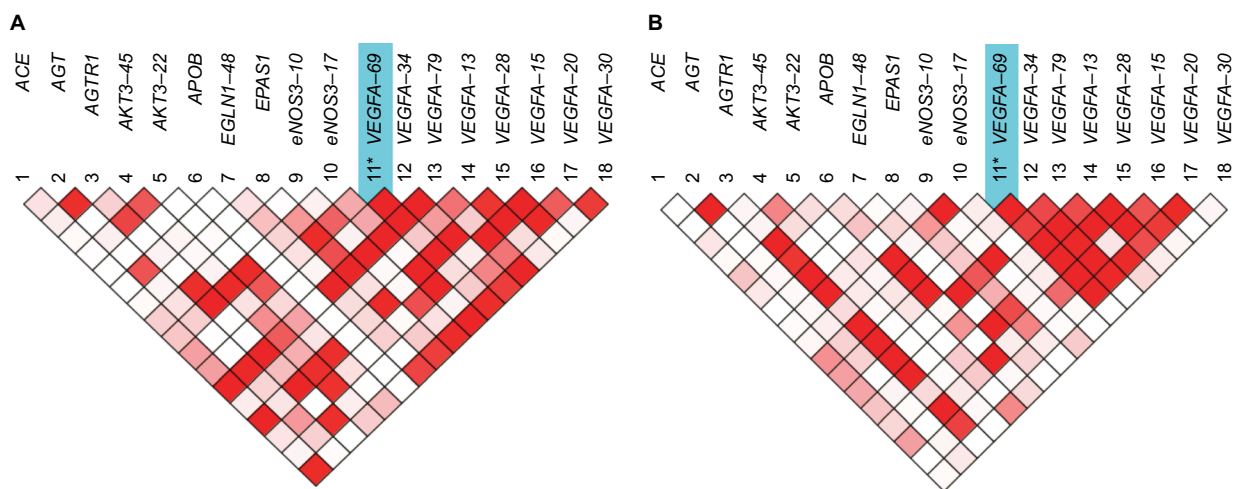 A
ACE
AGT
AGTR1
AKT3–45
AKT3–22
APOB
EGLN1–48
EPAS1
eNOS3–10
eNOS3–17
VEGFA–69
VEGFA–34
VEGFA–79
VEGFA–13
VEGFA–28
VEGFA–15
VEGFA–20
VEGFA–30
1 2 3 4 5 6 7 8 9 10 11* 12 13 14 15 16 17 18
B
ACE
AGT
AGTR1
AKT3–45
AKT3–22
APOB
EGLN1–48
EPAS1
eNOS3–10
eNOS3–17
VEGFA–69
VEGFA–34
VEGFA–79
VEGFA–13
VEGFA–28
VEGFA–15
VEGFA–20
VEGFA–30
1 2 3 4 5 6 7 8 9 10 11* 12 13 14 15 16 17 18